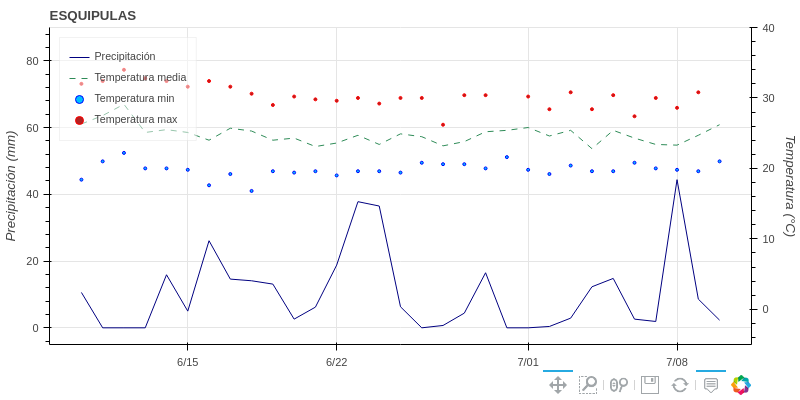 ESQUIPULAS
Precipitación
Temperatura media
Temperatura min
Temperatura max
Precipitación (mm)
80
60
40
20
0
Temperatura (°C)
40
30
20
10
0
6/15
6/22
7/01
7/08